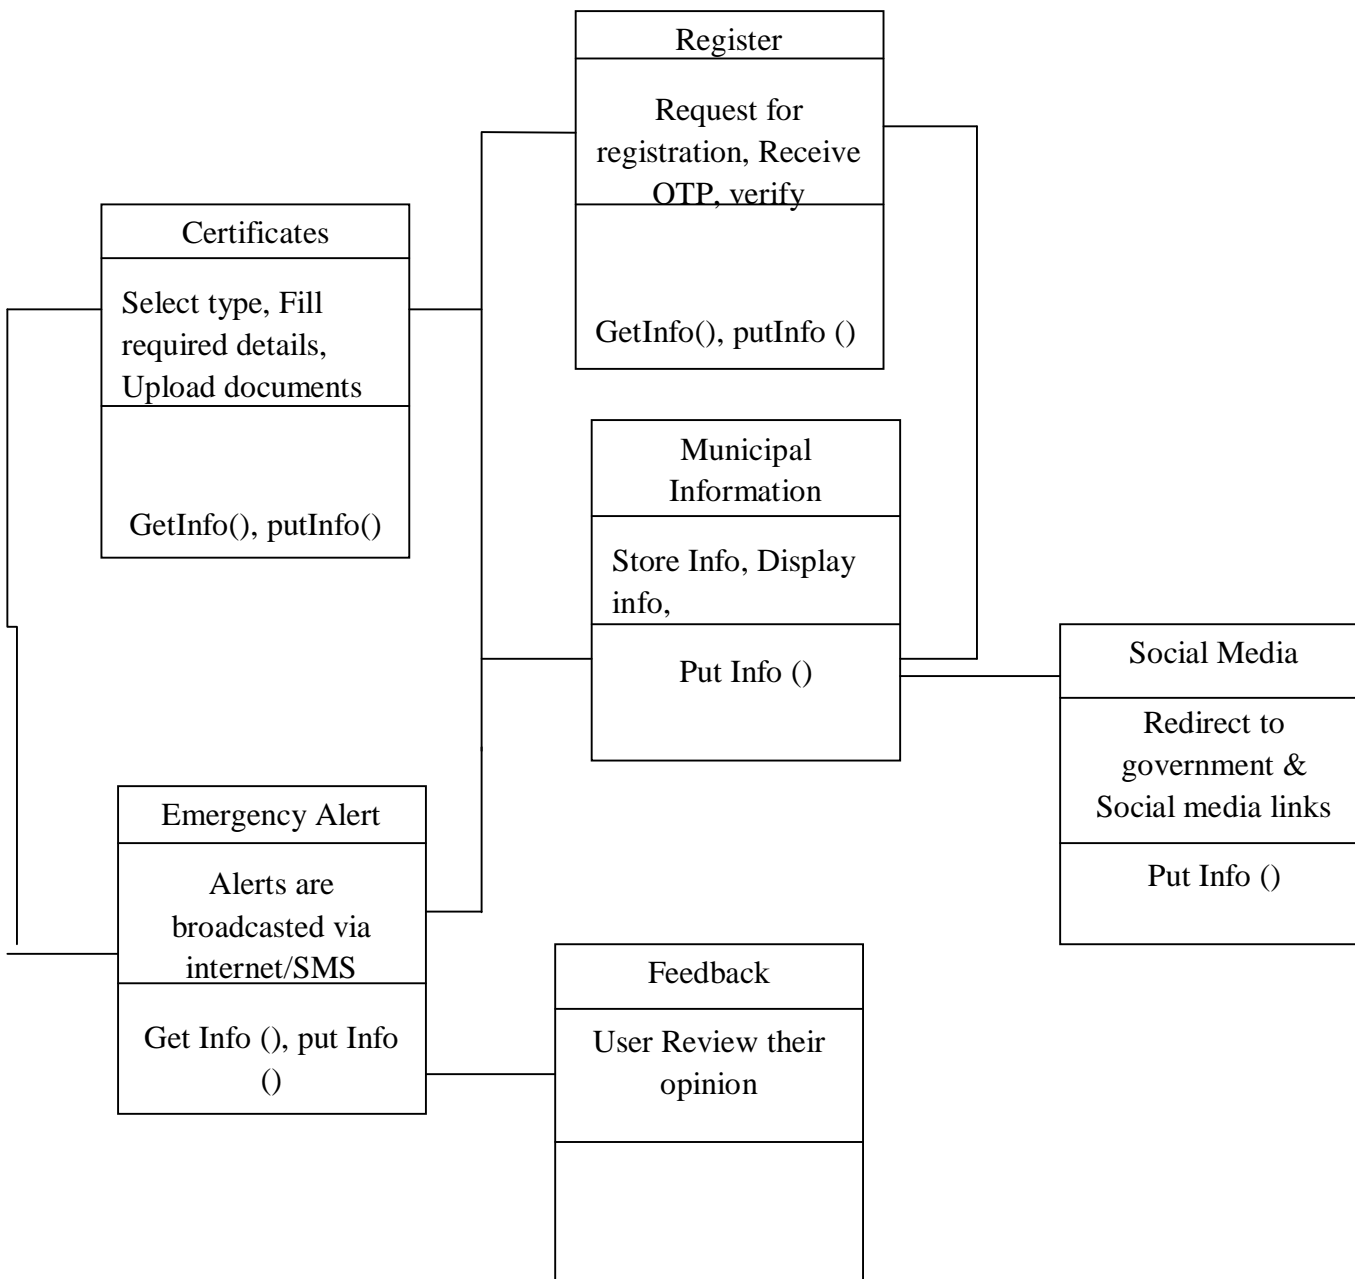 Register
Request for
registration, Receive
OTP, verify
GetInfo(), putInfo ()
Certificates
Select type, Fill
required details,
Upload documents
GetInfo(), putInfo()
Municipal
Information
Store Info, Display
info,
Put Info ()
Social Media
Redirect to
government &
Social media links
Put Info ()
Emergency Alert
Alerts are
broadcasted via
internet/SMS
Get Info (), put Info
()
Feedback
User Review their
opinion